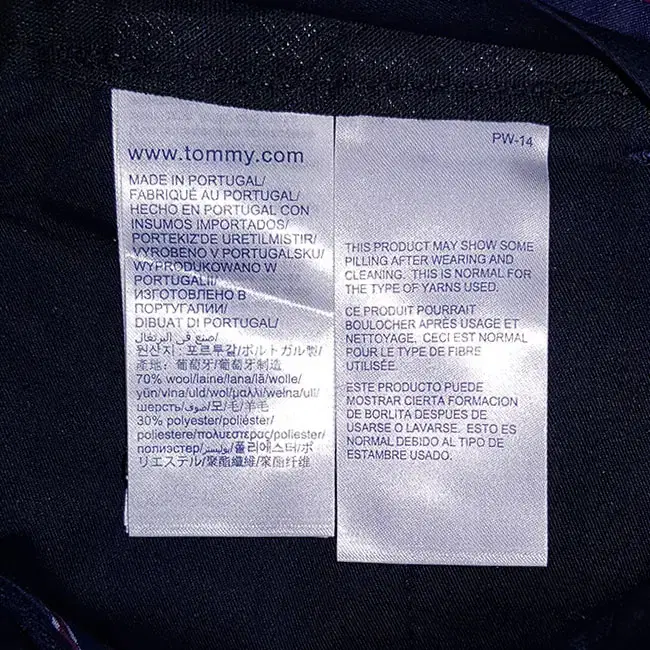 www.tommy.com
MADE IN PORTUGAL/
FABRIQUÉ AU PORTUGAL/
HECHO EN PORTUGAL CON
INSUMOS IMPORTADOS/
PORTEKIZ'DE URETILMISTIR/
VYROBENO V PORTUGALSKU/
WYPRODUKOWANO W
PORTUGALII/
ИЗГОТОВЛЕНО В
ПОРТУГАЛИИ/
DIBUAT DI PORTUGAL/
صنع في البرتغال/
원산지 : 포르투갈/ポルトガル製/
產地: 葡萄牙/葡萄牙制造
70% wool/laine/lana/lã/wolle/
yün/vlna/uld/wol/μαλλι/wełna/ull/
шерсть/صوف/모/毛/羊毛
30% polyester/poliéster/
poliestere/πολυεστερας/poliester/
полиэстер/بوليستر/폴리에스터/ポ
リエステル/聚酯纖維/聚酯纤维
PW-14
THIS PRODUCT MAY SHOW SOME
PILLING AFTER WEARING AND
CLEANING. THIS IS NORMAL FOR
THE TYPE OF YARNS USED.
CE PRODUIT POURRAIT
BOULOCHER APRÈS USAGE ET
NETTOYAGE. CECI EST NORMAL
POUR LE TYPE DE FIBRE
UTILISÉE.
ESTE PRODUCTO PUEDE
MOSTRAR CIERTA FORMACION
DE BORLITA DESPUES DE
USARSE O LAVARSE. ESTO ES
NORMAL DEBIDO AL TIPO DE
ESTAMBRE USADO.